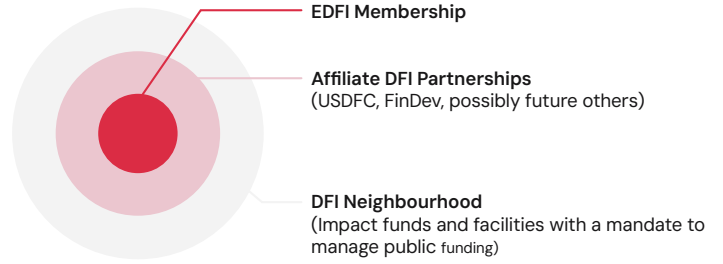 EDFI Membership
Affiliate DFI Partnerships
(USDFC, FinDev, possibly future others)
DFI Neighbourhood
(Impact funds and facilities with a mandate to
manage public funding)